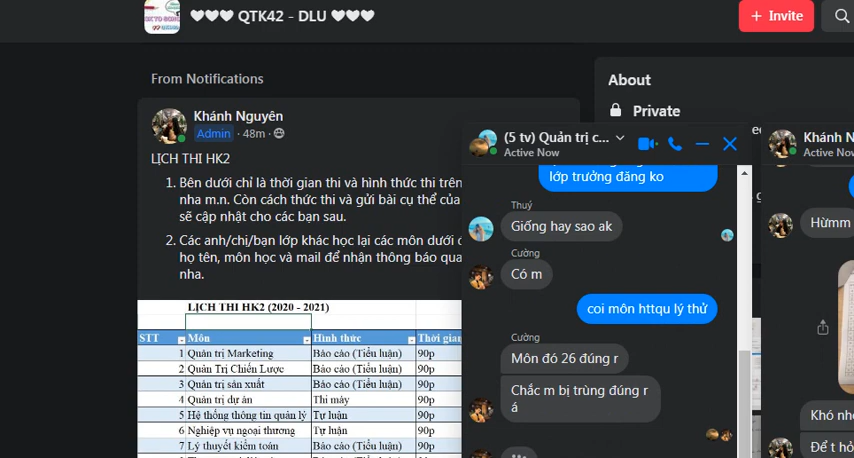 ♥♥♥ QTK42 - DLU ♥♥♥
+ Invite
From Notifications
Khánh Nguyên
Admin · 48m ·
LỊCH THI HK2
1. Bên dưới chỉ là thời gian thi và hình thức thi trên
nha m.n. Còn cách thức thi và gửi bài cụ thể của
sẽ cập nhật cho các bạn sau.
2. Các anh/chị/bạn lớp khác học lại các môn dưới
họ tên, môn học và mail để nhận thông báo qua
nha.
LỊCH THI HK2 (2020 - 2021)
STT Môn Hình thức Thời gian
1 Quản trị Marketing Báo cáo (Tiểu luận) 90p
2 Quản Trị Chiến Lược Báo cáo (Tiểu luận) 90p
3 Quản trị sản xuất Báo cáo (Tiểu luận) 90p
4 Quản trị dự án Thi máy 90p
5 Hệ thống thông tin quản lý Tự luận 90p
6 Nghiệp vụ ngoại thương Tự luận 90p
7 Lý thuyết kiểm toán Báo cáo (Tiểu luận) 90p
About
Private
(5 tv) Quản trị c...
Active Now
lớp trưởng đăng ko
Thuý
Giống hay sao ak
Cường
Có m
coi môn httqu lý thử
Cường
Môn đó 26 đúng r
Chắc m bị trùng đúng r
á
Khánh N
Active Now
Hừmm
Khó nh
Để t hỏ